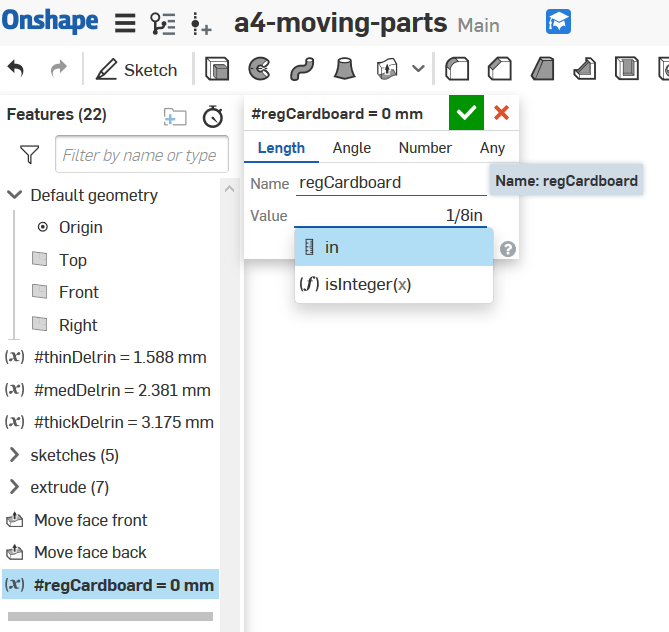 Onshape a4-moving-parts Main
Sketch
Features (22)
Filter by name or type
Default geometry
Origin
Top
Front
Right
(x) #thinDelrin = 1.588 mm
(x) #medDelrin = 2.381 mm
(x) #thickDelrin = 3.175 mm
sketches (5)
extrude (7)
Move face front
Move face back
(x) #regCardboard = 0 mm
#regCardboard = 0 mm
Length Angle Number Any
Name regCardboard
Name: regCardboard
Value 1/8in
in
?
(ƒ) isInteger(x)